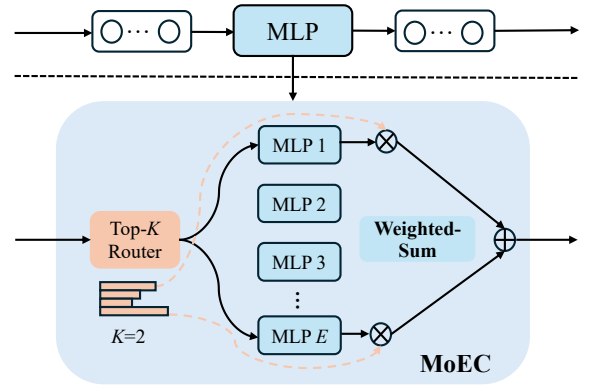 MLP
MLP 1
MLP 2
Top-K
Router
Weighted-
Sum
MLP 3
K=2
MLP E
MoEC